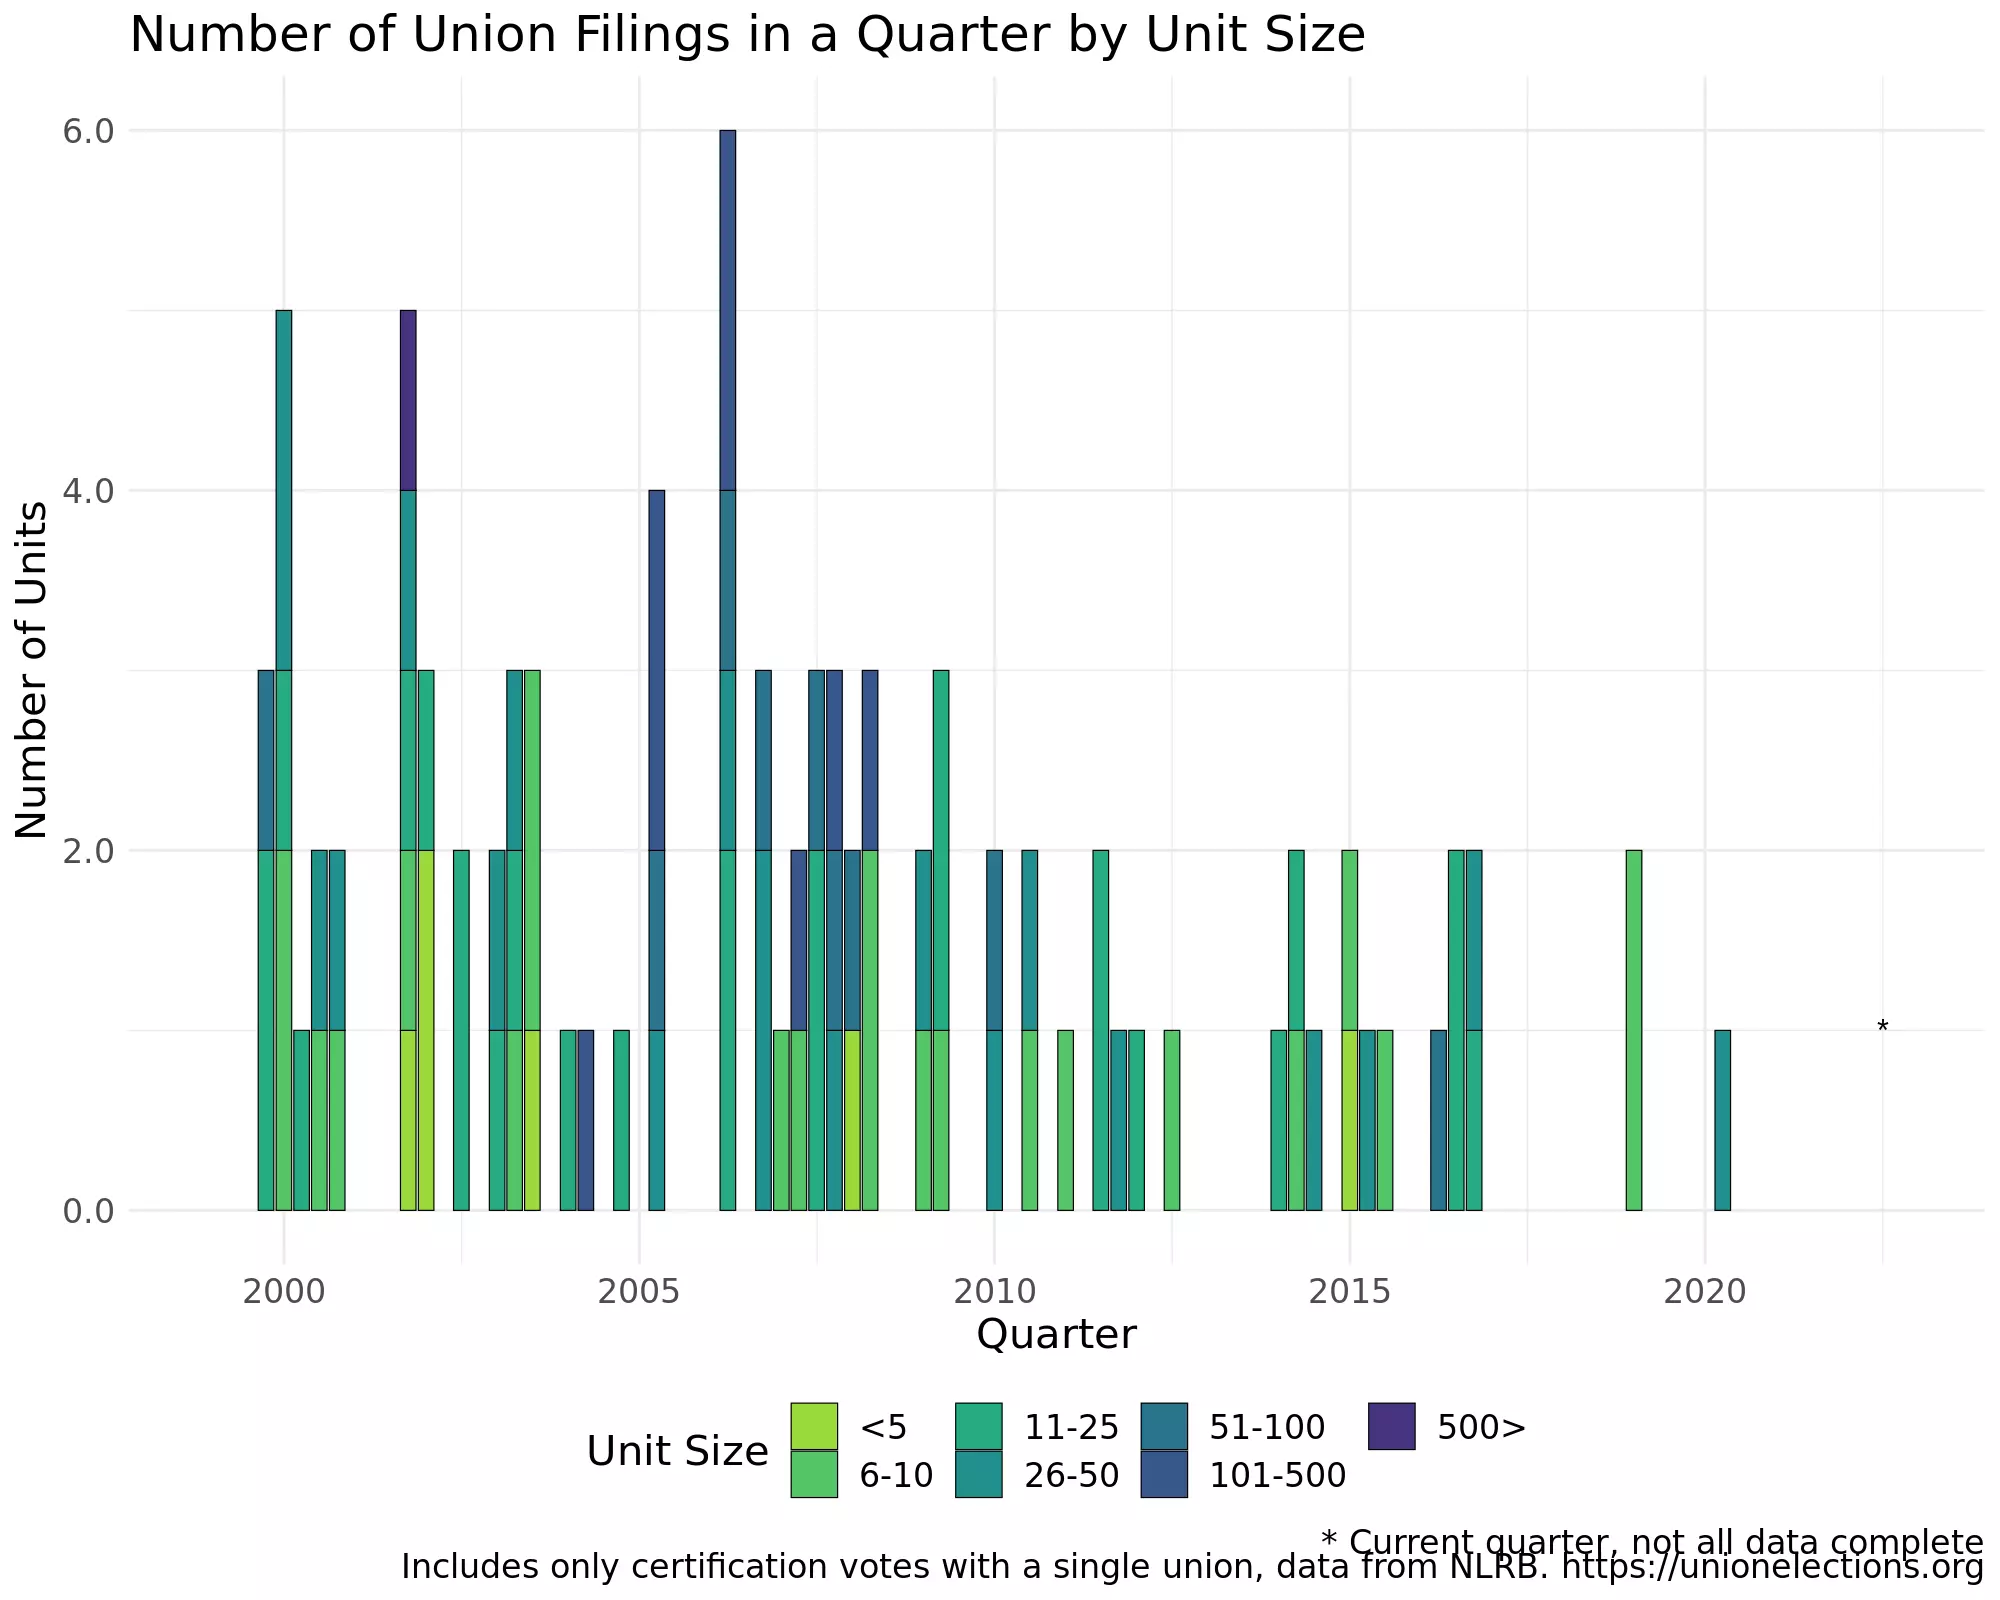 Number of Union Filings in a Quarter by Unit Size
6.0
4.0
2.0
0.0
Number of Units
*
2000 2005 2010 2015 2020
Quarter
Unit Size
<5 11-25 51-100 500>
6-10 26-50 101-500
* Current quarter, not all data complete
Includes only certification votes with a single union, data from NLRB. https://unionelections.org